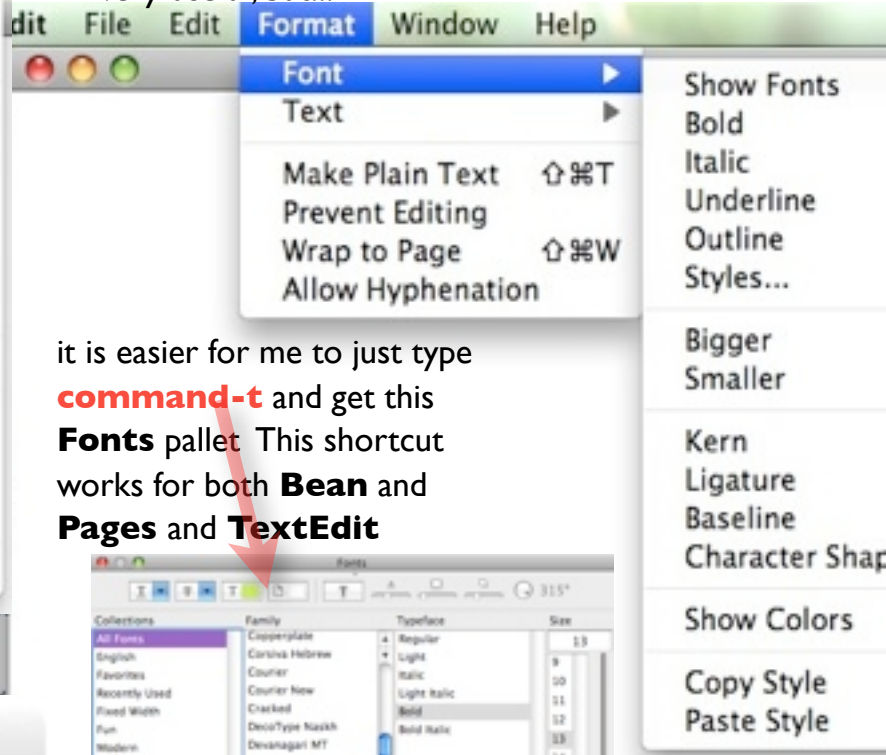 dit File Edit Format Window Help
Font
Text
Make Plain Text ⇧⌘T
Prevent Editing
Wrap to Page ⇧⌘W
Allow Hyphenation
Show Fonts
Bold
Italic
Underline
Outline
Styles...
Bigger
Smaller
Kern
Ligature
Baseline
Character Shap
Show Colors
Copy Style
Paste Style
it is easier for me to just type
command-t and get this
Fonts pallet This shortcut
works for both Bean and
Pages and TextEdit
Fonts
315°
Collections Family Typeface Size
All Fonts
English
Favorites
Recently Used
Fixed Width
Fun
Modern
Copperplate
Corsiva Hebrew
Courier
Courier New
Cracked
DecoType Naskh
Devanagari MT
Regular
Light
Italic
Light Italic
Bold
Bold Italic
13
9
10
11
12
13